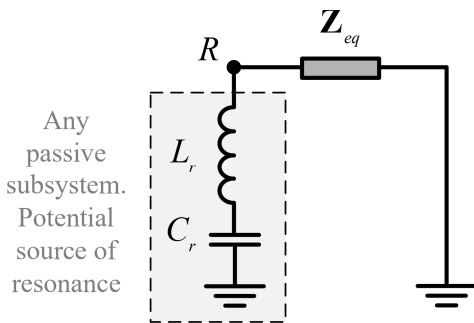 Z_eq
R
Any
passive
subsystem.
Potential
source of
resonance
L_r
C_r